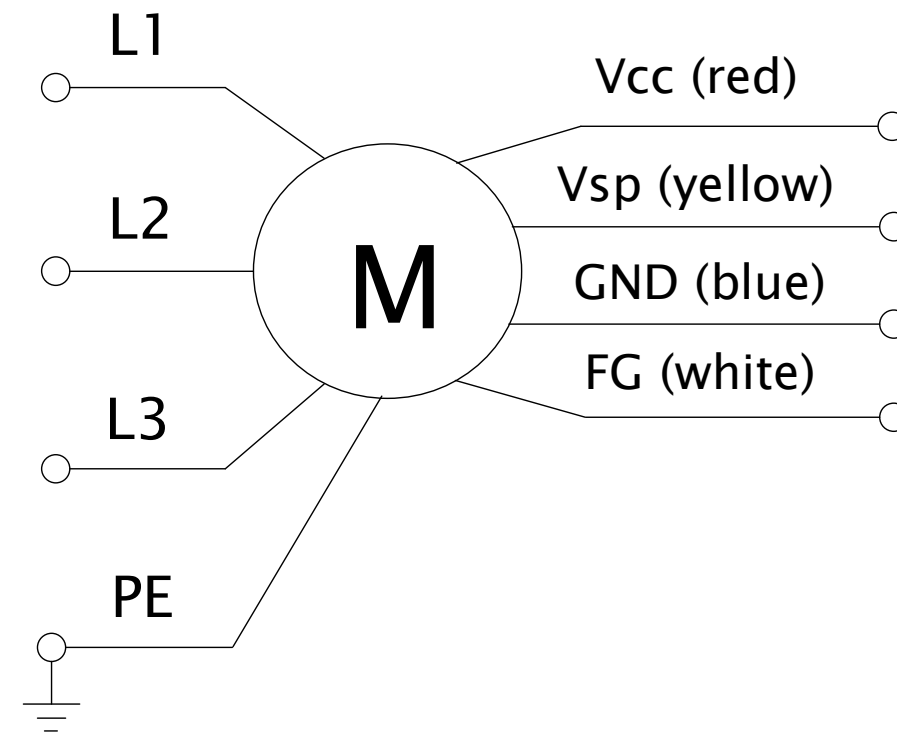 L1
L2
L3
PE
M
Vcc (red)
Vsp (yellow)
GND (blue)
FG (white)